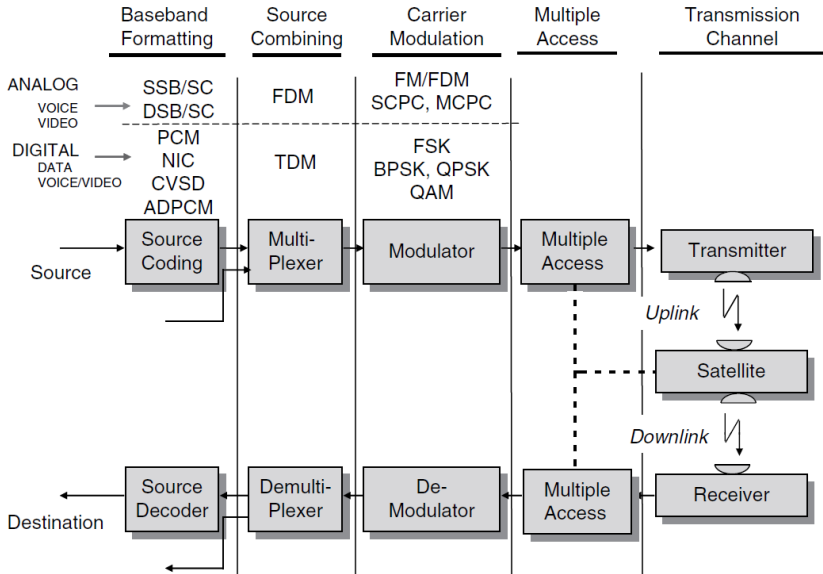 Baseband
Formatting
Source
Combining
Carrier
Modulation
Multiple
Access
Transmission
Channel
ANALOG
VOICE
VIDEO
SSB/SC
DSB/SC
FDM
FM/FDM
SCPC, MCPC
DIGITAL
DATA
VOICE/VIDEO
PCM
NIC
CVSD
ADPCM
TDM
FSK
BPSK, QPSK
QAM
Source
Source
Coding
Multi-
Plexer
Modulator
Multiple
Access
Transmitter
Uplink
Satellite
Downlink
Destination
Source
Decoder
Demulti-
Plexer
De-
Modulator
Multiple
Access
Receiver